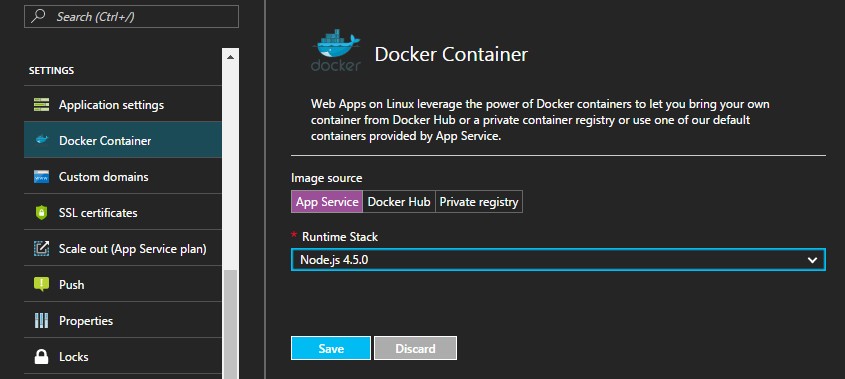 Search (Ctrl+/)
SETTINGS
Application settings
Docker Container
Custom domains
SSL certificates
Scale out (App Service plan)
Push
Properties
Locks
docker
Docker Container
Web Apps on Linux leverage the power of Docker containers to let you bring your own
container from Docker Hub or a private container registry or use one of our default
containers provided by App Service.
Image source
App Service Docker Hub Private registry
* Runtime Stack
Node.js 4.5.0
Save Discard